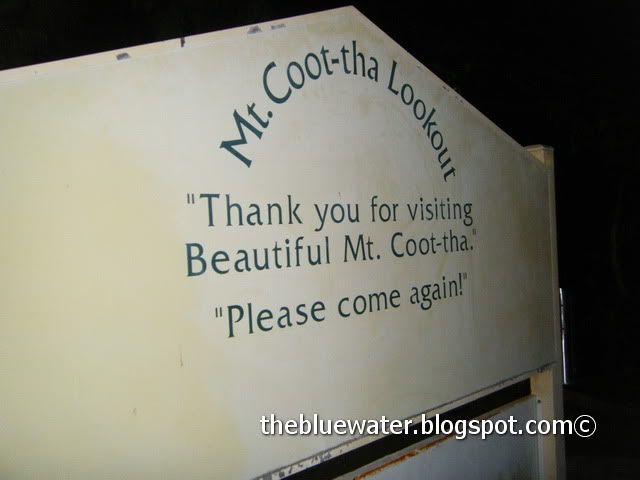 Mt. Coot-tha Lookout
"Thank you for visiting
Beautiful Mt. Coot-tha."
"Please come again!"
thebluewater.blogspot.com©